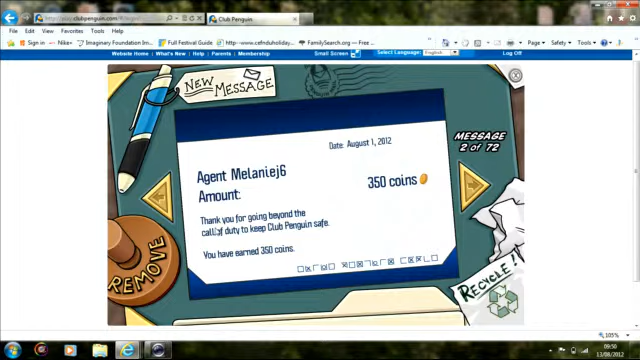 clubpenguin.com
Club Penguin
File Edit View Favorites Tools Help
Sign in Nike Imaginary Foundation Im... Full Festival Guide FamilySearch.org
Page Safety Tools
Website Home What's New Help Parents Membership
Small Screen
Select Language: English
Log Off
NEW MESSAGE
Date: August 1, 2012
MESSAGE
2 of 72
Agent Melaniej6
Amount:
350 coins
Thank you for going beyond the
call of duty to keep Club Penguin safe.
You have earned 350 coins.
REMOVE
RECYCLE!
105%
09:50
13/08/2012